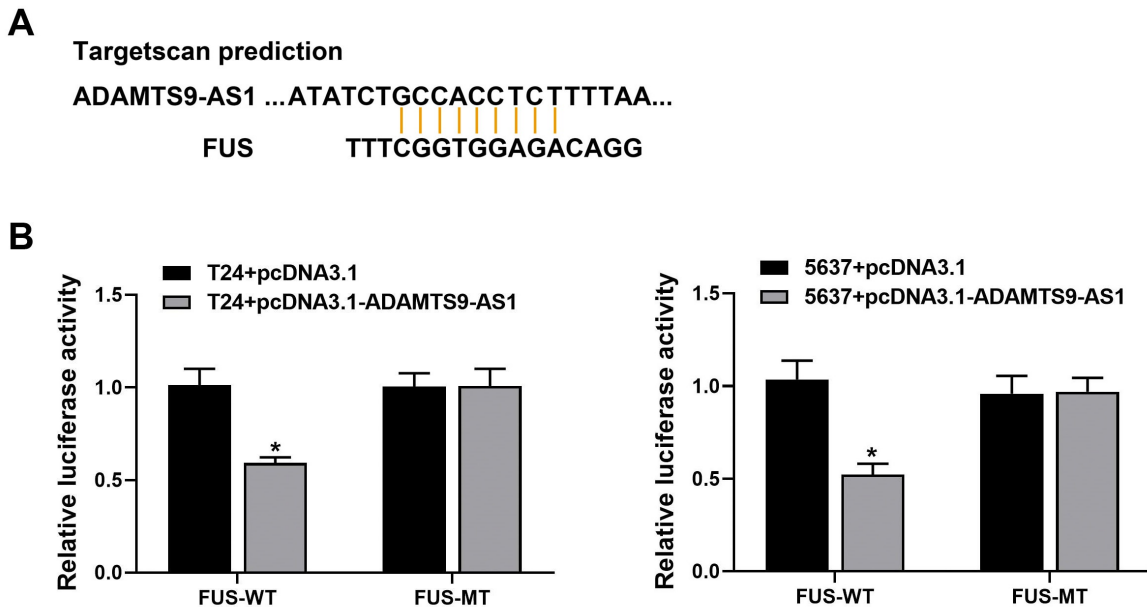 A
Targetscan prediction
ADAMTS9-AS1 ...ATATCTGCCACCTCTTTTAA...
FUS TTTCGGTGGAGACAGG
B
T24+pcDNA3.1
T24+pcDNA3.1-ADAMTS9-AS1
Relative luciferase activity
1.5
1.0
0.5
0.0
*
FUS-WT FUS-MT
5637+pcDNA3.1
5637+pcDNA3.1-ADAMTS9-AS1
Relative luciferase activity
1.5
1.0
0.5
0.0
*
FUS-WT FUS-MT